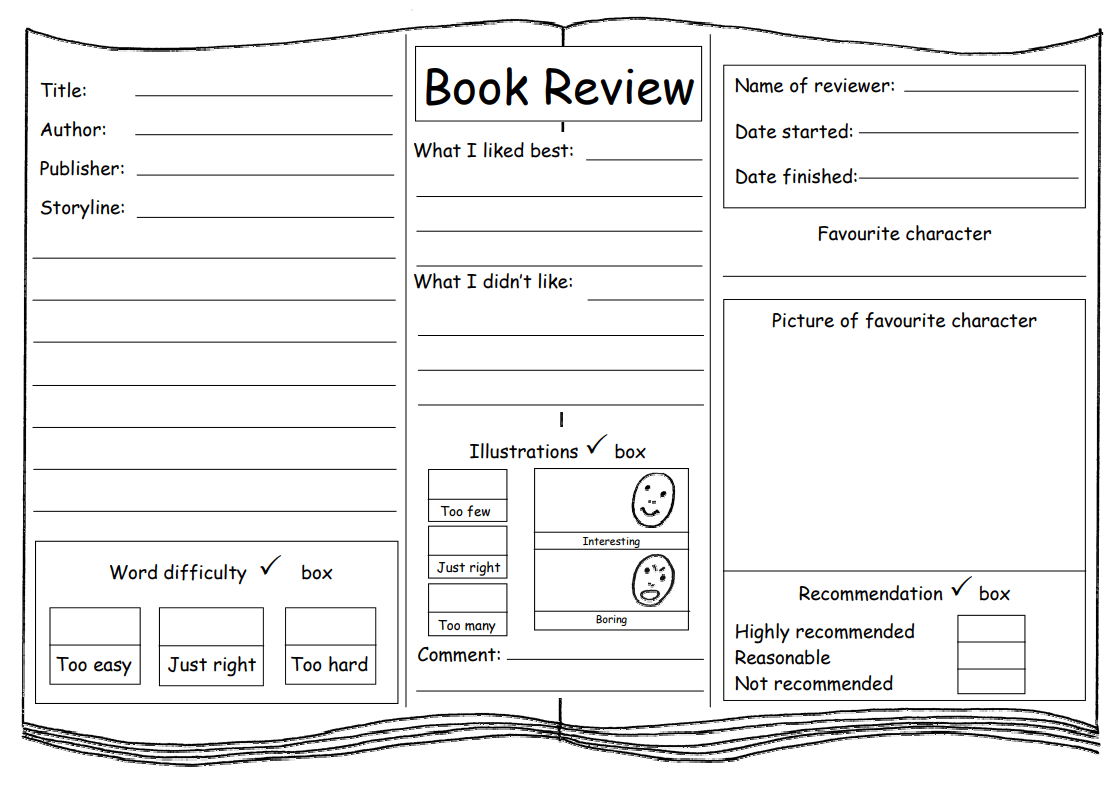 Title:
Author:
Publisher:
Storyline:
Word difficulty ✓ box
Too easy
Just right
Too hard
Book Review
What I liked best:
What I didn't like:
Illustrations ✓ box
Too few
Just right
Too many
Interesting
Boring
Comment:
Name of reviewer:
Date started:
Date finished:
Favourite character
Picture of favourite character
Recommendation ✓ box
Highly recommended
Reasonable
Not recommended